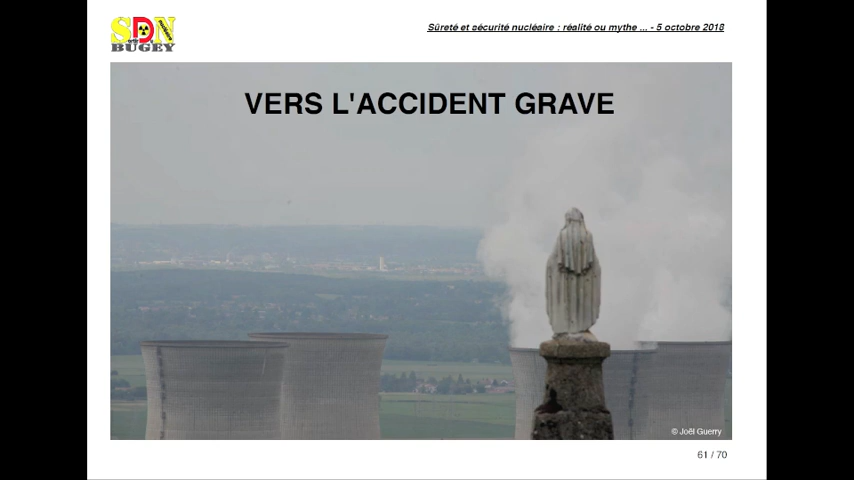 SDN
BUGEY
Sûreté et sécurité nucléaire : réalité ou mythe ... - 5 octobre 2018
VERS L'ACCIDENT GRAVE
© Joël Guerry
61 / 70